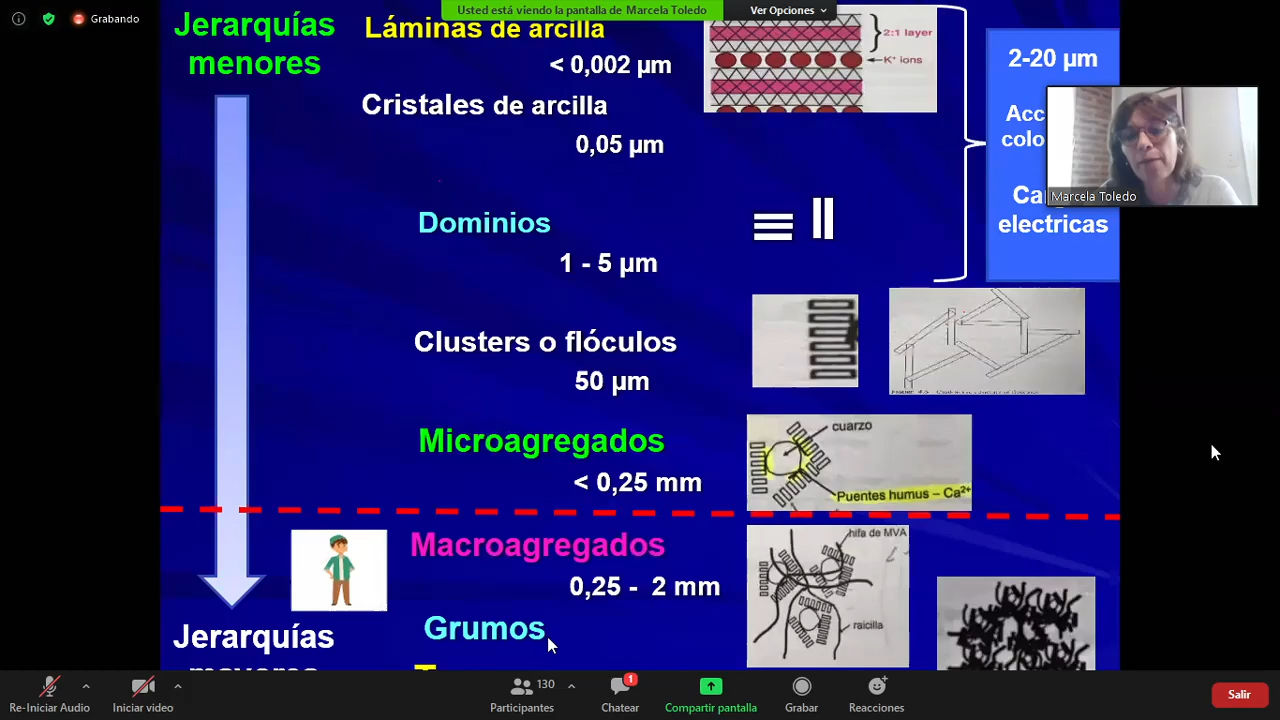 Grabando
Usted está viendo la pantalla de Marcela Toledo
Ver Opciones
Jerarquías
menores
Láminas de arcilla
< 0,002 µm
2:1 layer
K⁺ ions
Cristales de arcilla
0,05 µm
2-20 µm
Marcela Toledo
electricas
Dominios
1 - 5 µm
Clusters o flóculos
50 µm
Microagregados
< 0,25 mm
cuarzo
Puentes humus – Ca²⁺
Macroagregados
0,25 - 2 mm
hifa de MVA
raicilla
Grumos
Jerarquías
Re-Iniciar Audio
Iniciar video
130
Participantes
1
Chatear
Compartir pantalla
Grabar
Reacciones
Salir